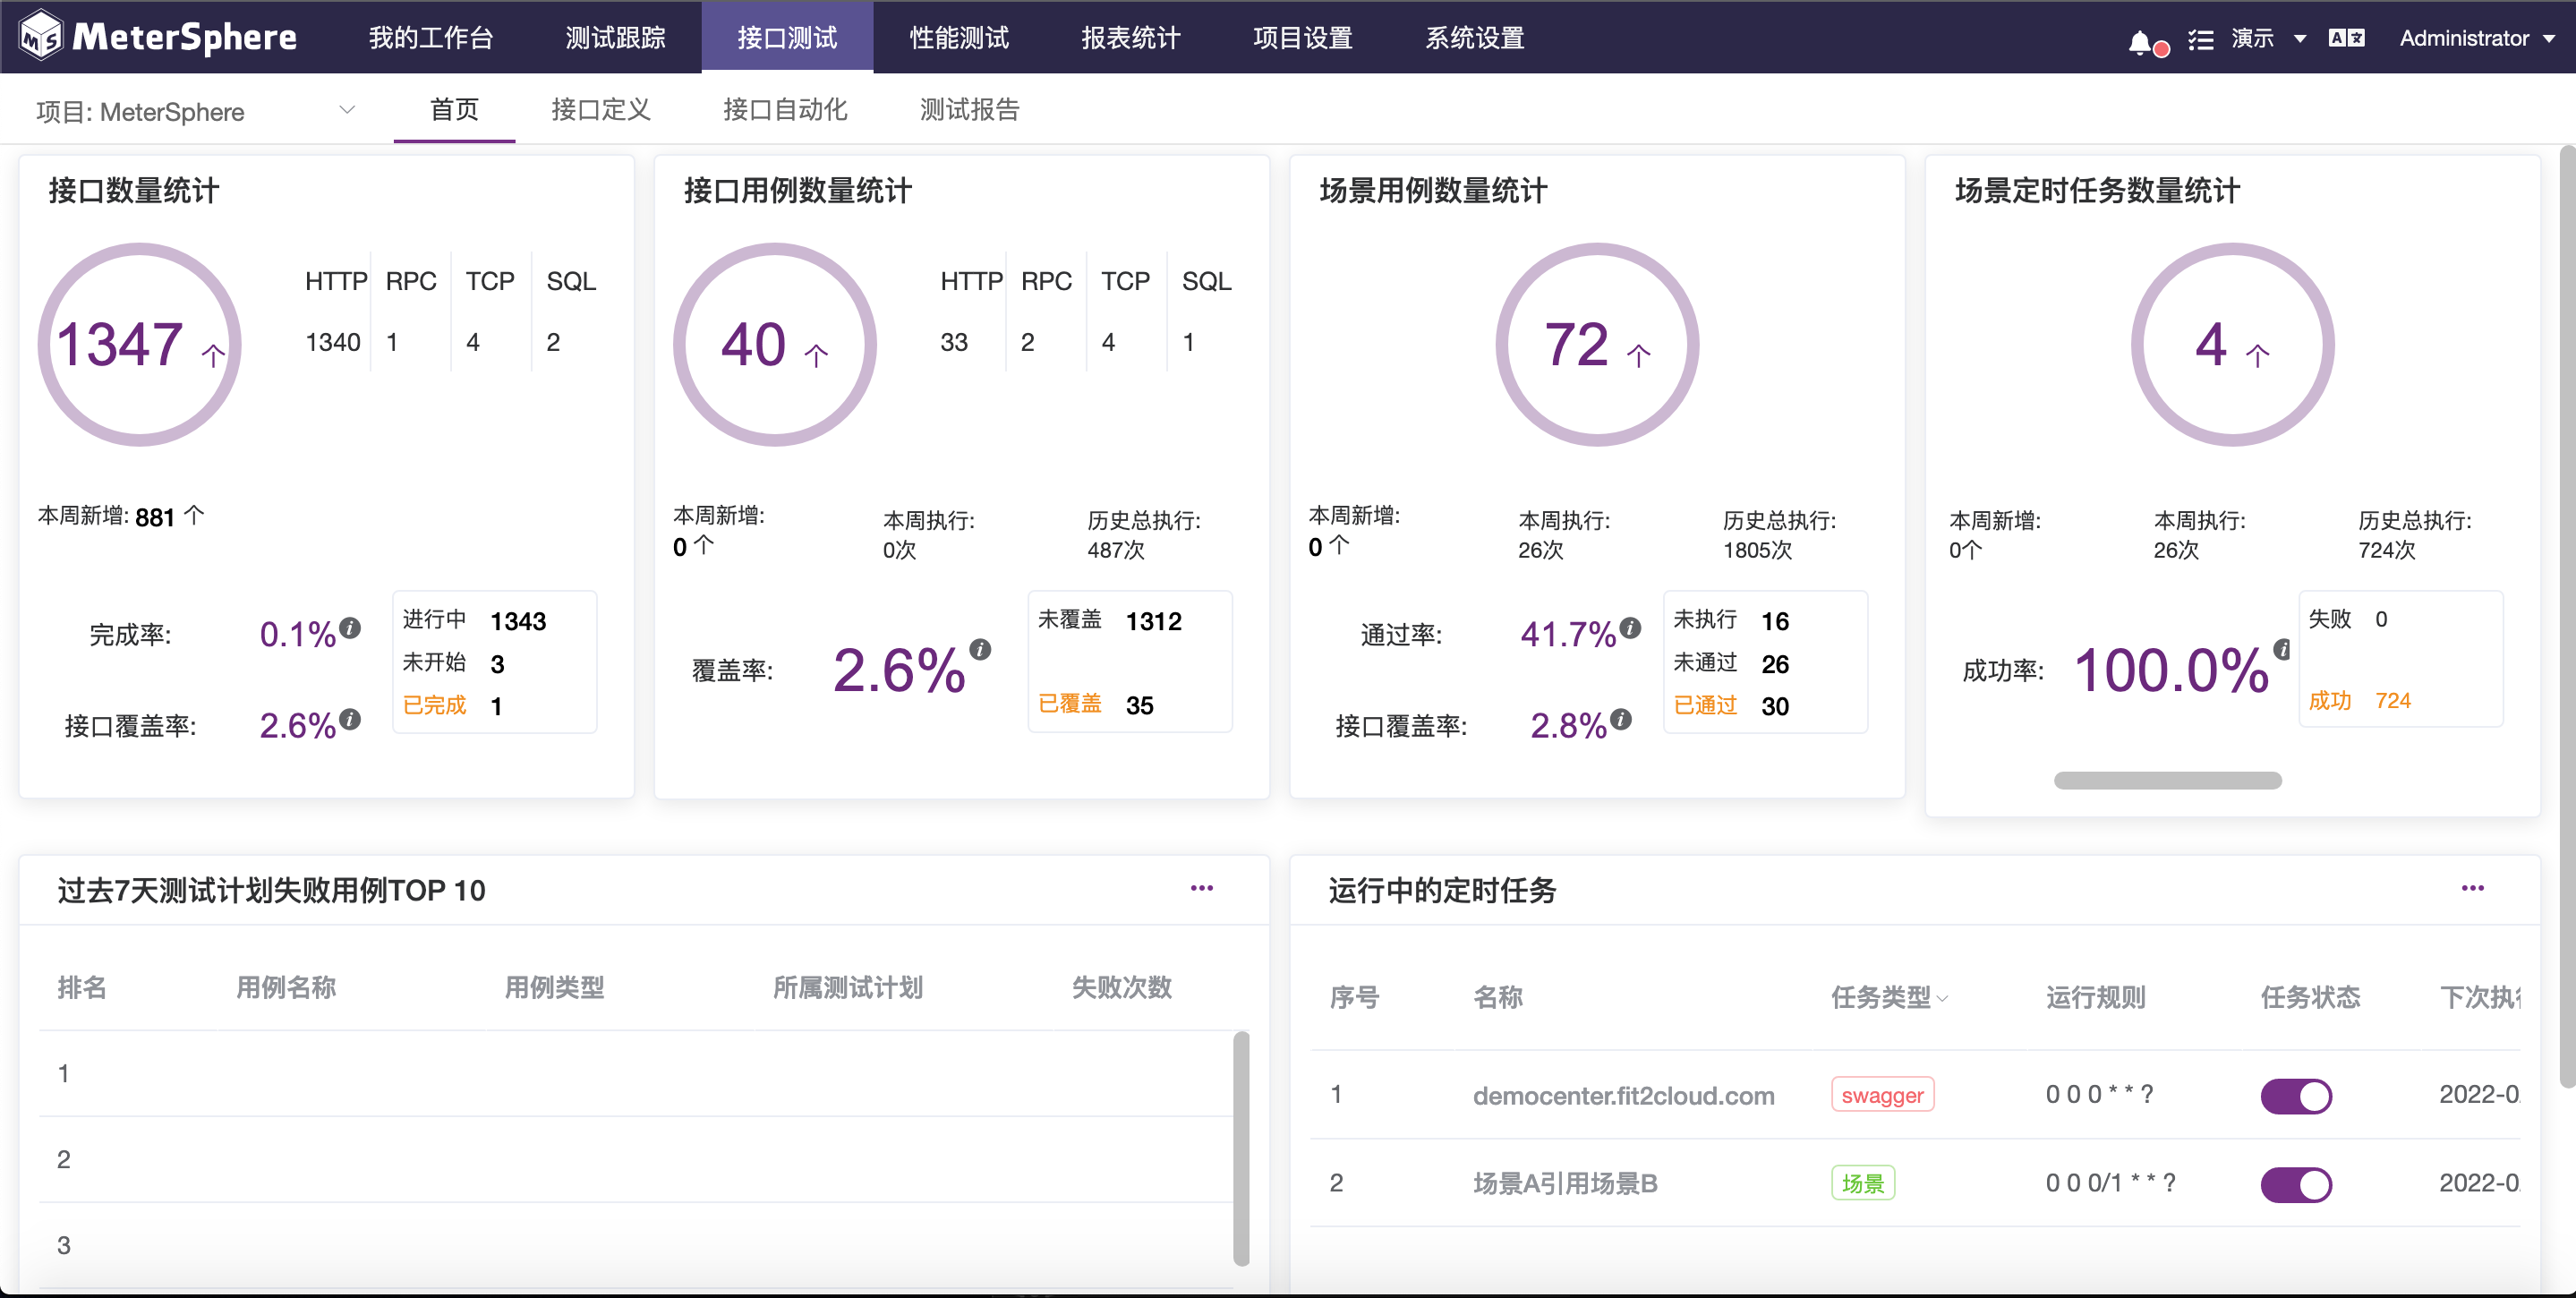 MeterSphere 我的工作台 测试跟踪 接口测试 性能测试 报表统计 项目设置 系统设置 演示 Administrator
项目: MeterSphere 首页 接口定义 接口自动化 测试报告
接口数量统计
1347 个
HTTP RPC TCP SQL
1340 1 4 2
本周新增: 881 个
完成率: 0.1%
接口覆盖率: 2.6%
进行中 1343
未开始 3
已完成 1
接口用例数量统计
40 个
HTTP RPC TCP SQL
33 2 4 1
本周新增: 本周执行: 历史总执行:
0 个 0次 487次
覆盖率: 2.6%
未覆盖 1312
已覆盖 35
场景用例数量统计
72 个
本周新增: 本周执行: 历史总执行:
0 个 26次 1805次
通过率: 41.7%
接口覆盖率: 2.8%
未执行 16
未通过 26
已通过 30
场景定时任务数量统计
4 个
本周新增: 本周执行: 历史总执行:
0个 26次 724次
成功率: 100.0%
失败 0
成功 724
过去7天测试计划失败用例TOP 10
排名 用例名称 用例类型 所属测试计划 失败次数
1
2
3
运行中的定时任务
序号 名称 任务类型 运行规则 任务状态 下次执
1 democenter.fit2cloud.com swagger 0 0 0 * * ? 2022-0
2 场景A引用场景B 场景 0 0 0/1 * * ? 2022-0